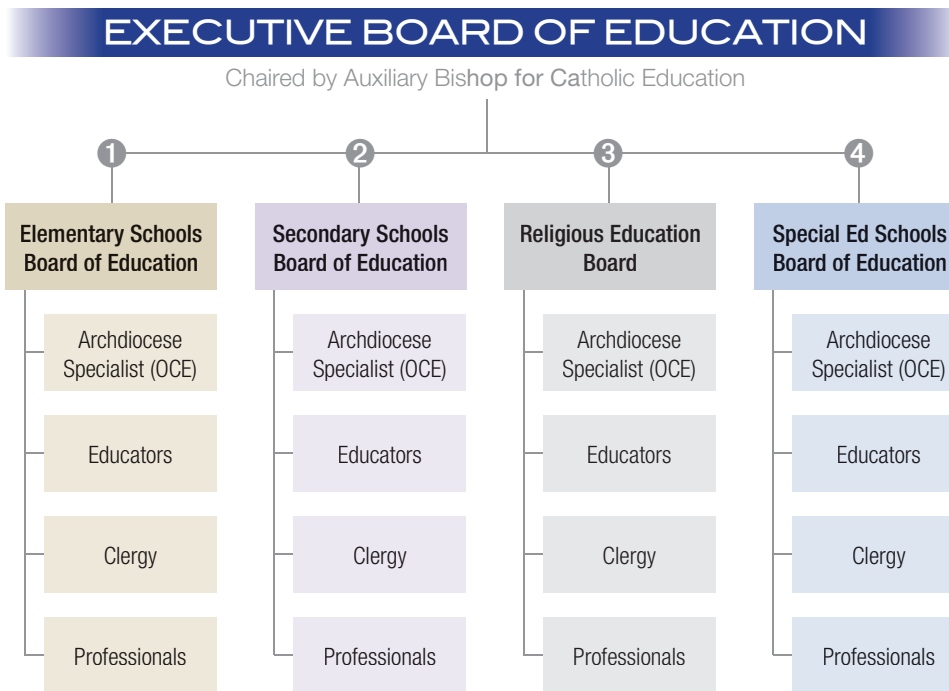 EXECUTIVE BOARD OF EDUCATION
Chaired by Auxiliary Bishop for Catholic Education
1
2
3
4
Elementary Schools
Board of Education
Secondary Schools
Board of Education
Religious Education
Board
Special Ed Schools
Board of Education
Archdiocese
Specialist (OCE)
Archdiocese
Specialist (OCE)
Archdiocese
Specialist (OCE)
Archdiocese
Specialist (OCE)
Educators
Educators
Educators
Educators
Clergy
Clergy
Clergy
Clergy
Professionals
Professionals
Professionals
Professionals